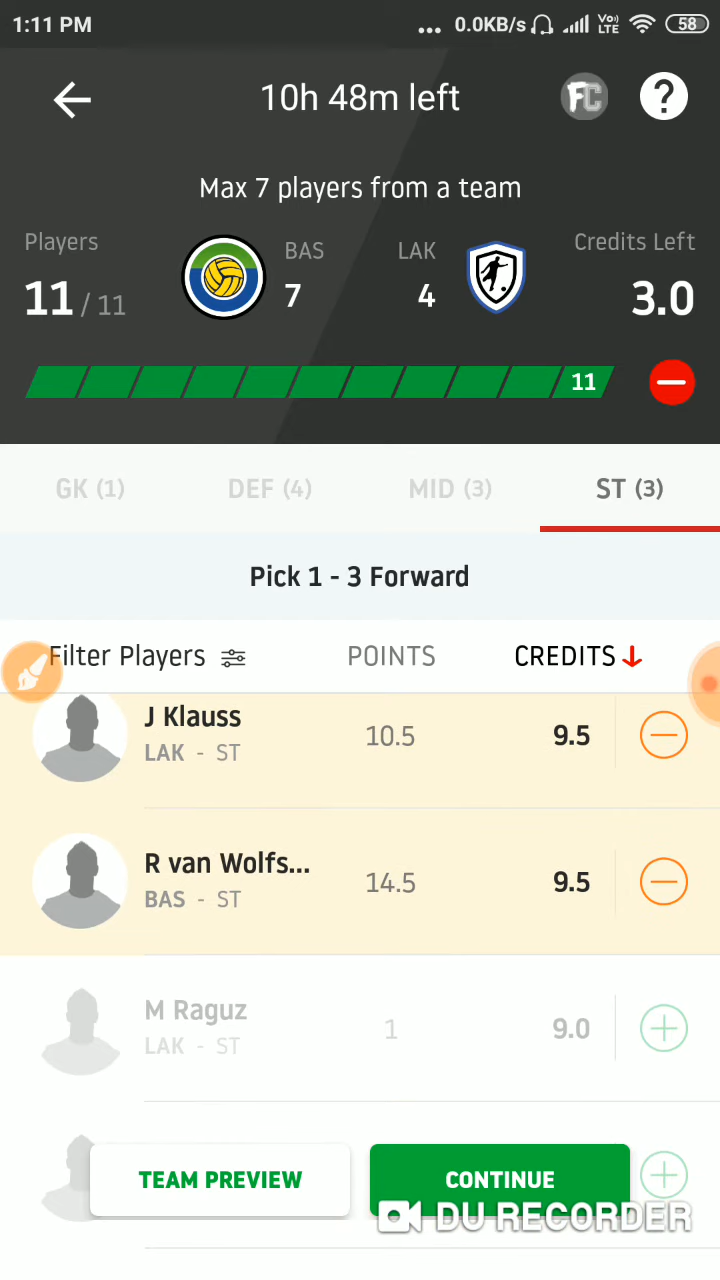 1:11 PM
... 0.0KB/s Vo) LTE 58
10h 48m left
FC ?
Max 7 players from a team
Players BAS LAK Credits Left
11 / 11 7 4 3.0
11
GK (1) DEF (4) MID (3) ST (3)
Pick 1 - 3 Forward
Filter Players POINTS CREDITS
J Klauss
LAK - ST 10.5 9.5
R van Wolfs...
BAS - ST 14.5 9.5
M Raguz
LAK - ST 1 9.0
TEAM PREVIEW CONTINUE
DU RECORDER